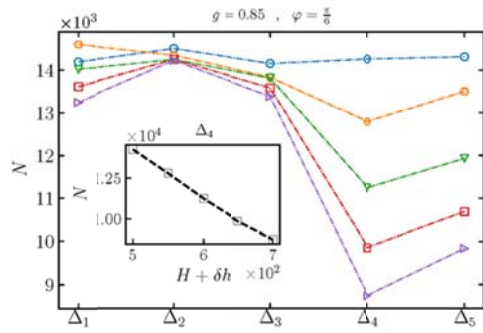 g = 0.85 , φ = π/6
×10³
14
13
12
11
10
9
N
Δ₁ Δ₂ Δ₃ Δ₄ Δ₅
Δ₄
×10⁴
1.25
1.00
N
5 6 7
H + δh ×10²